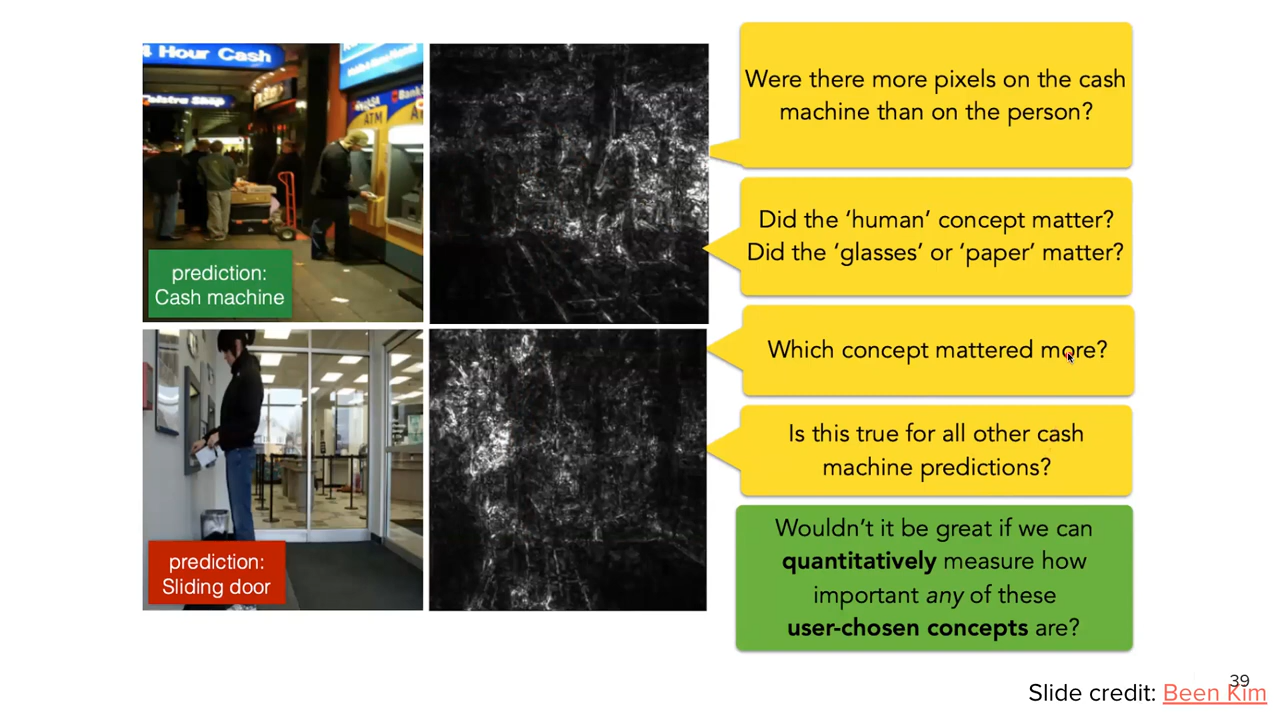 4 Hour Cash
ATM
Bank
prediction:
Cash machine
prediction:
Sliding door
Were there more pixels on the cash
machine than on the person?
Did the ‘human’ concept matter?
Did the ‘glasses’ or ‘paper’ matter?
Which concept mattered more?
Is this true for all other cash
machine predictions?
Wouldn’t it be great if we can
quantitatively measure how
important any of these
user-chosen concepts are?
39
Slide credit: Been Kim